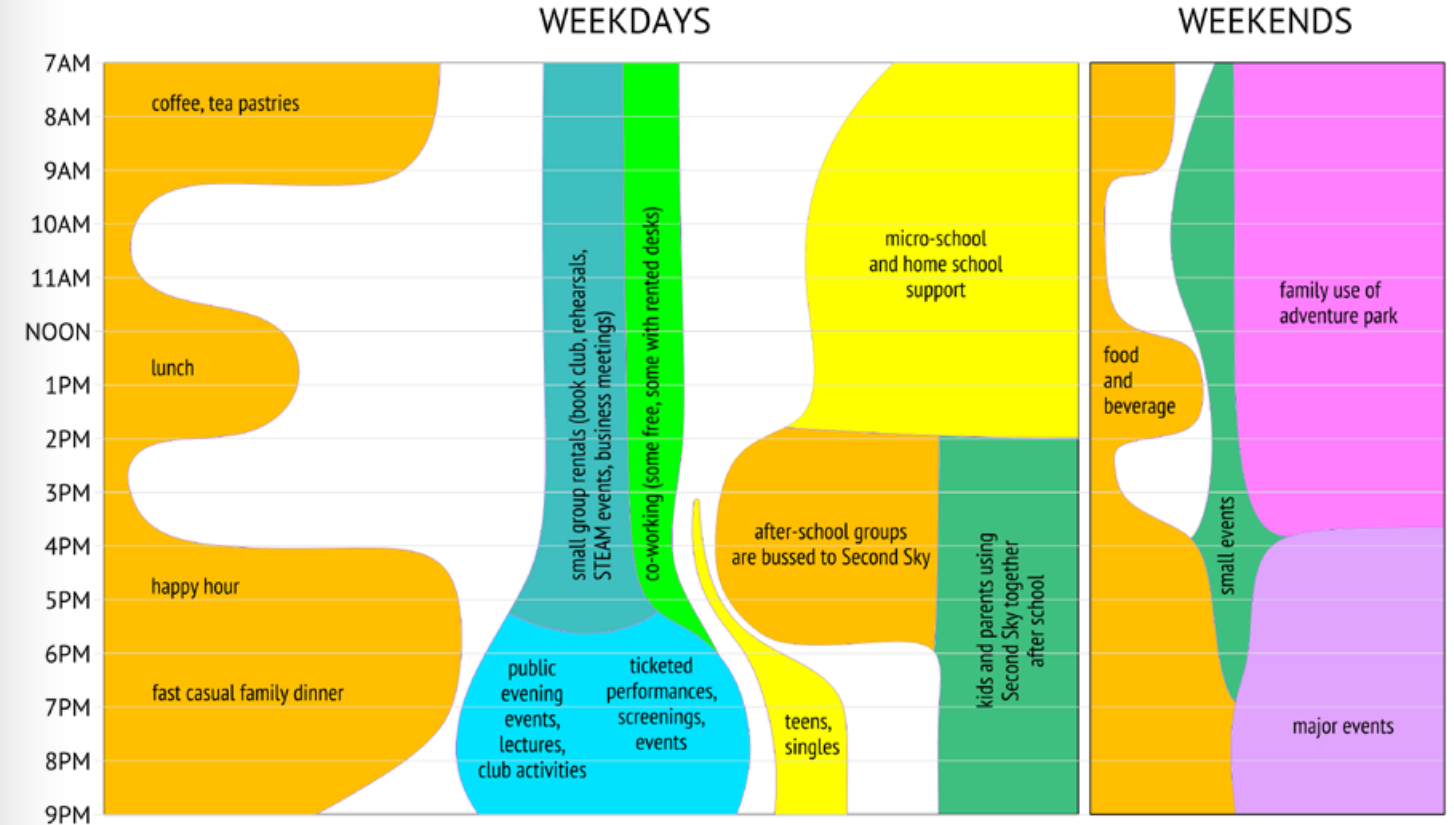 WEEKDAYS
WEEKENDS
7AM
8AM
9AM
10AM
11AM
NOON
1PM
2PM
3PM
4PM
5PM
6PM
7PM
8PM
9PM
coffee, tea pastries
lunch
happy hour
fast casual family dinner
small group rentals (book club, rehearsals,
STEAM events, business meetings)
co-working (some free, some with rented desks)
public
evening
events,
lectures,
club activities
ticketed
performances,
screenings,
events
teens,
singles
micro-school
and home school
support
after-school groups
are bussed to Second Sky
kids and parents using
Second Sky together
after school
food
and
beverage
small events
family use of
adventure park
major events